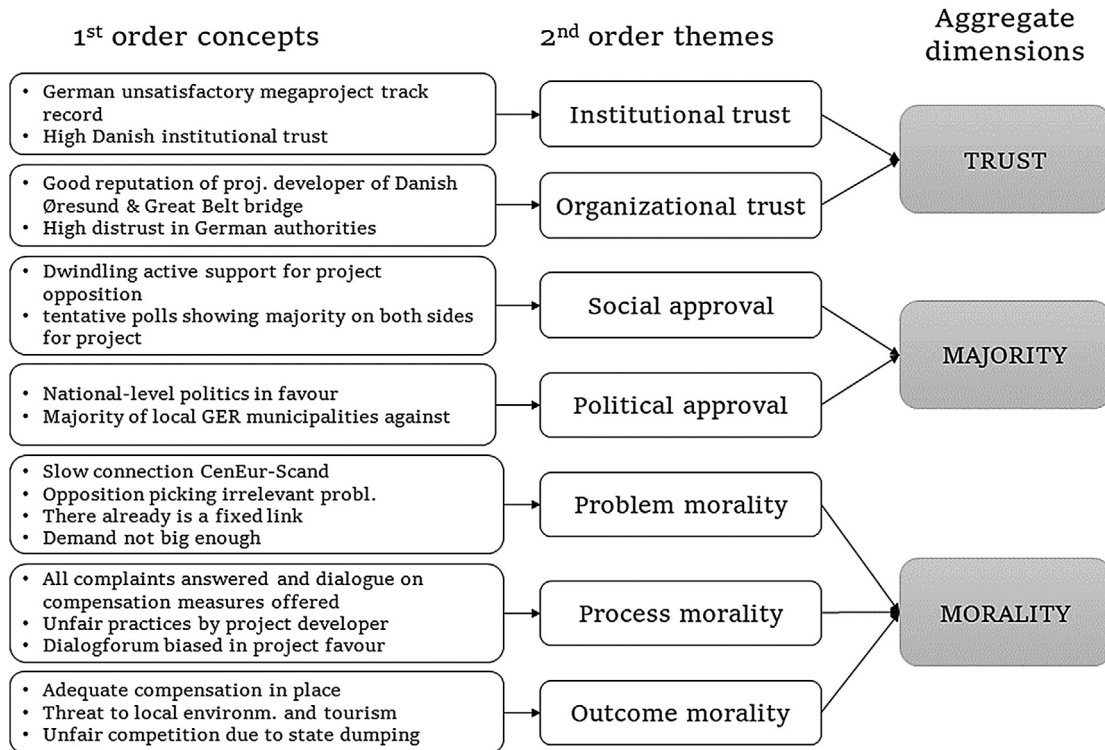 1st order concepts
2nd order themes
Aggregate
dimensions
• German unsatisfactory megaproject track
record
• High Danish institutional trust
Institutional trust
TRUST
• Good reputation of proj. developer of Danish
Øresund & Great Belt bridge
• High distrust in German authorities
Organizational trust
• Dwindling active support for project
opposition
• tentative polls showing majority on both sides
for project
Social approval
MAJORITY
• National-level politics in favour
• Majority of local GER municipalities against
Political approval
• Slow connection CenEur-Scand
• Opposition picking irrelevant probl.
• There already is a fixed link
• Demand not big enough
Problem morality
• All complaints answered and dialogue on
compensation measures offered
• Unfair practices by project developer
• Dialogforum biased in project favour
Process morality
MORALITY
• Adequate compensation in place
• Threat to local environm. and tourism
• Unfair competition due to state dumping
Outcome morality